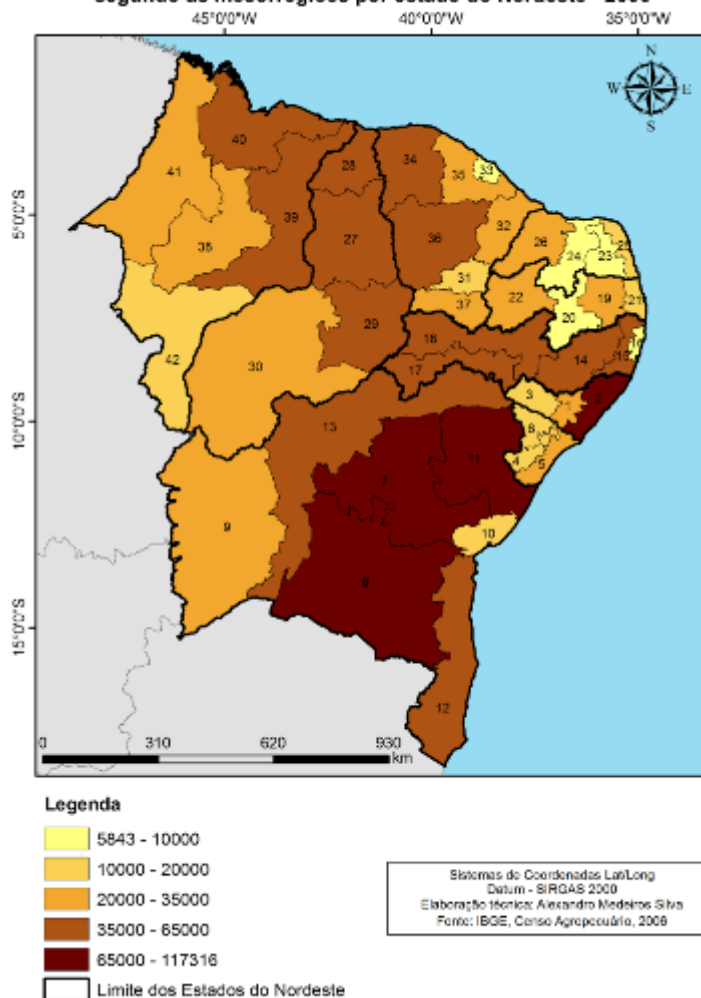 segundo as mesorregiões por estado do Nordeste - 2006
45°0'0"W 40°0'0"W 35°0'0"W
N
W E
S
5°0'0"S
10°0'0"S
15°0'0"S
40
41
39
28
34
35
33
38
27
36
32
26
24
23
25
31
37
22
19
21
20
29
18
17
14
15
16
42
30
3
2
1
13
6
4
5
7
11
9
10
8
12
0 310 620 930
km
Legenda
5843 - 10000
10000 - 20000
20000 - 35000
35000 - 65000
65000 - 117316
Limite dos Estados do Nordeste
Sistemas de Coordenadas Lat/Long
Datum - SIRGAS 2000
Elaboração técnica: Alexandro Medeiros Silva
Fonte: IBGE, Censo Agropecuário, 2006